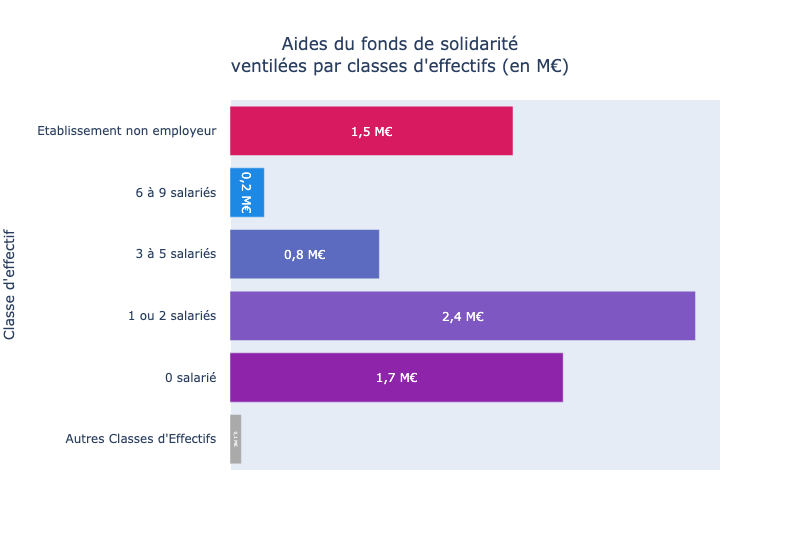 Aides du fonds de solidarité
ventilées par classes d'effectifs (en M€)
Etablissement non employeur
1,5 M€
6 à 9 salariés
0,2 M€
3 à 5 salariés
0,8 M€
Classe d'effectif
1 ou 2 salariés
2,4 M€
0 salarié
1,7 M€
Autres Classes d'Effectifs